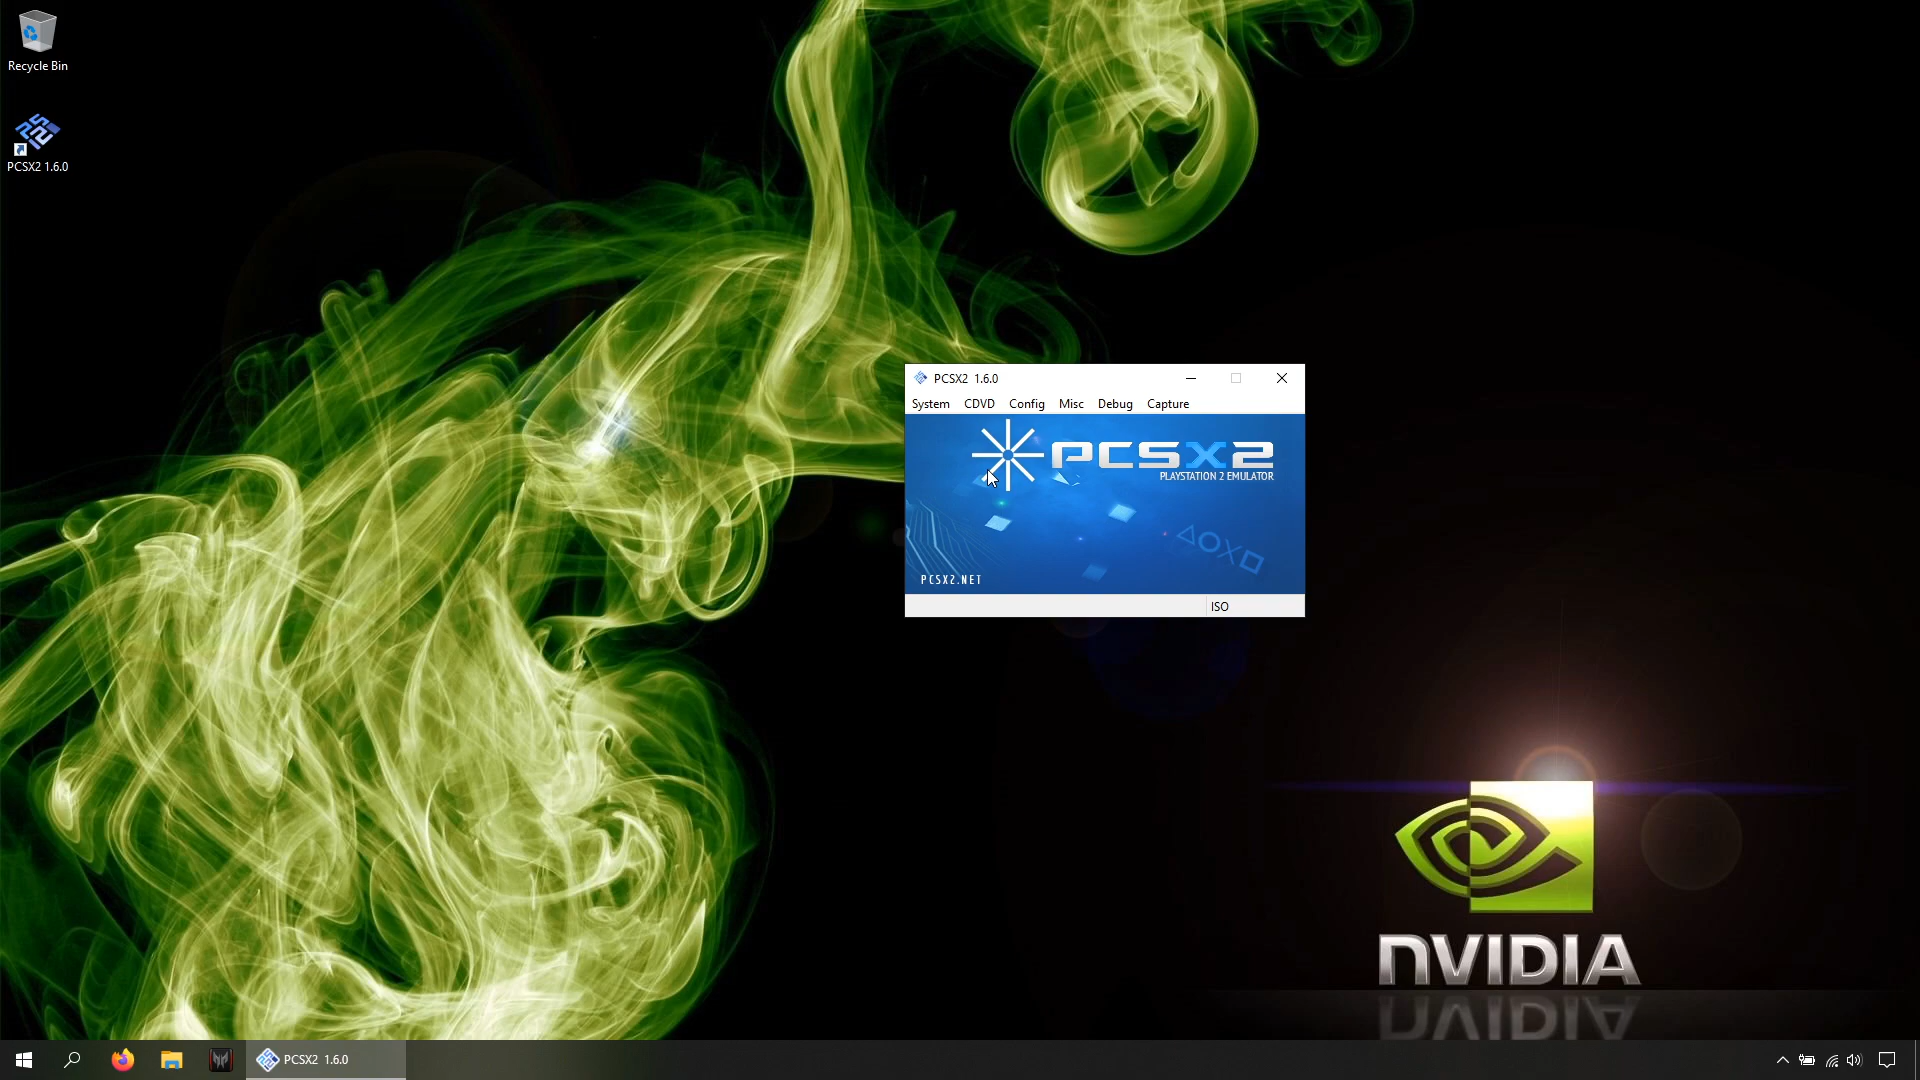 Recycle Bin
PCSX2 1.6.0
PCSX2 1.6.0
System CDVD Config Misc Debug Capture
PCSX2
PLAYSTATION 2 EMULATOR
PCSX2.NET
ISO
NVIDIA
PCSX2 1.6.0